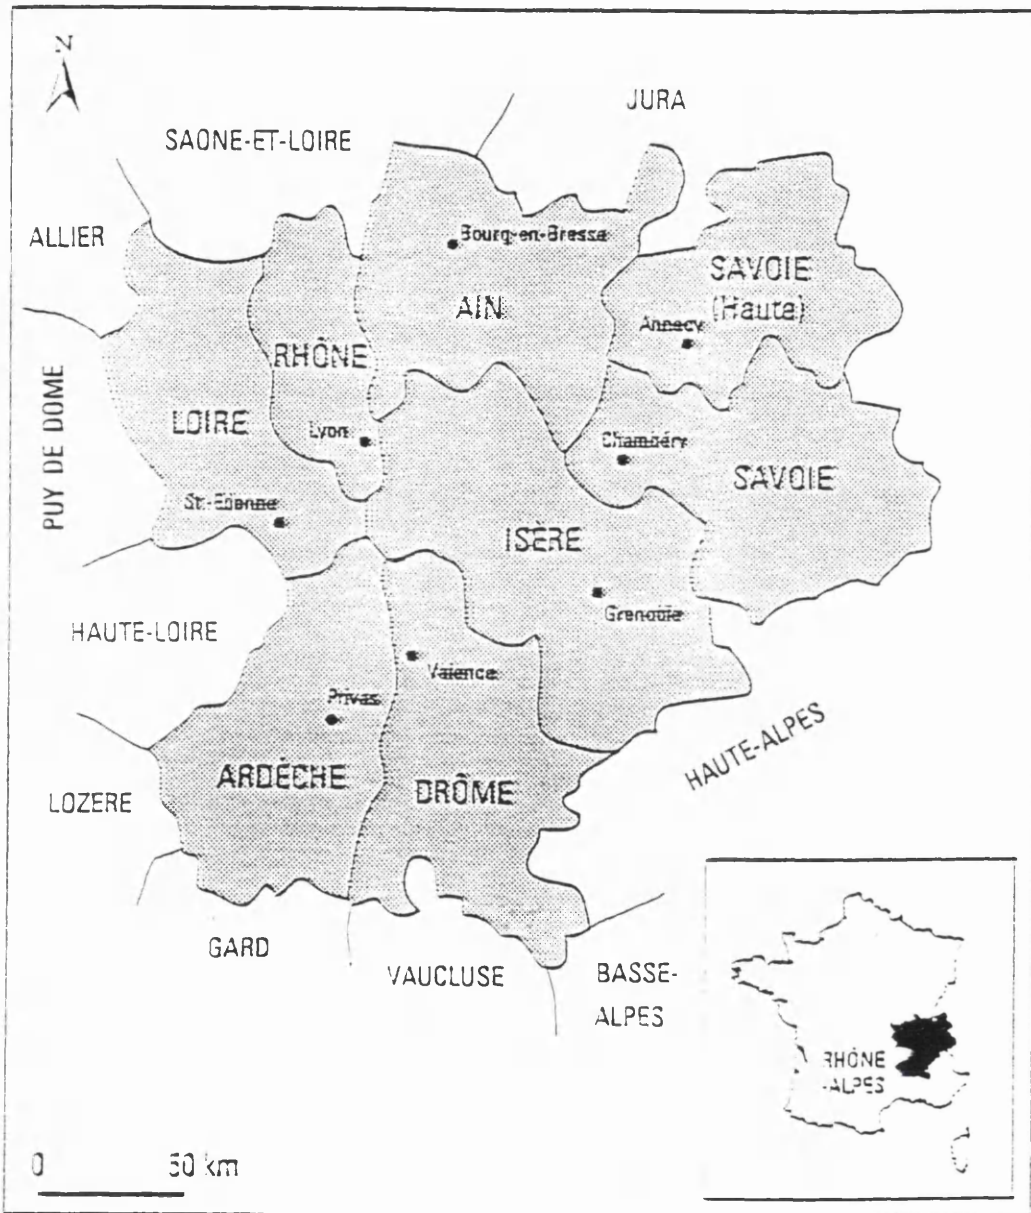 N
JURA
SAONE-ET-LOIRE
ALLIER
Bourg-en-Bresse
SAVOIE
(Haute)
AIN
Annecy
RHÔNE
PUY DE DOME
LOIRE
Lyon
Chambéry
SAVOIE
St.-Etienne
ISÈRE
Grenoble
HAUTE-LOIRE
Valence
Privas
HAUTE-ALPES
ARDÈCHE
DRÔME
LOZERE
GARD
VAUCLUSE
BASSE-
ALPES
RHÔNE
-ALPES
0 50 km